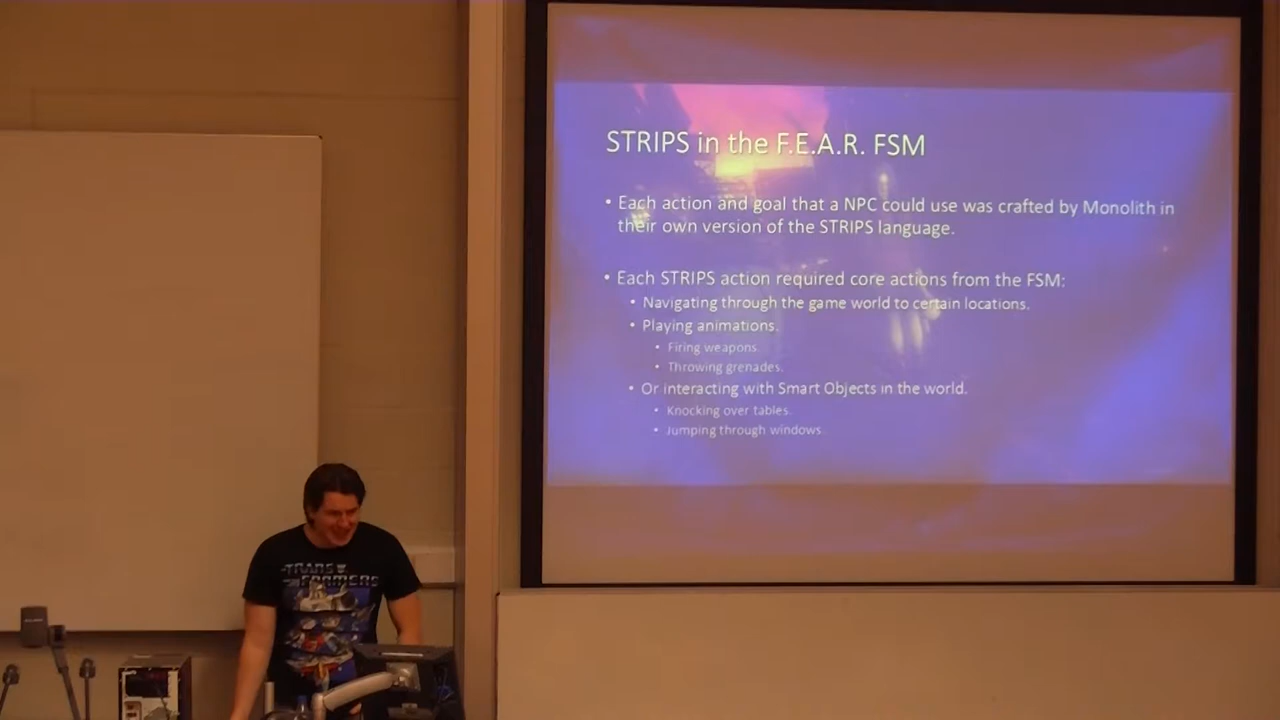 STRIPS in the F.E.A.R. FSM
• Each action and goal that a NPC could use was crafted by Monolith in
their own version of the STRIPS language.
• Each STRIPS action required core actions from the FSM:
• Navigating through the game world to certain locations.
• Playing animations.
• Firing weapons.
• Throwing grenades.
• Or interacting with Smart Objects in the world.
• Knocking over tables.
• Jumping through windows.
TRANS
FORMERS